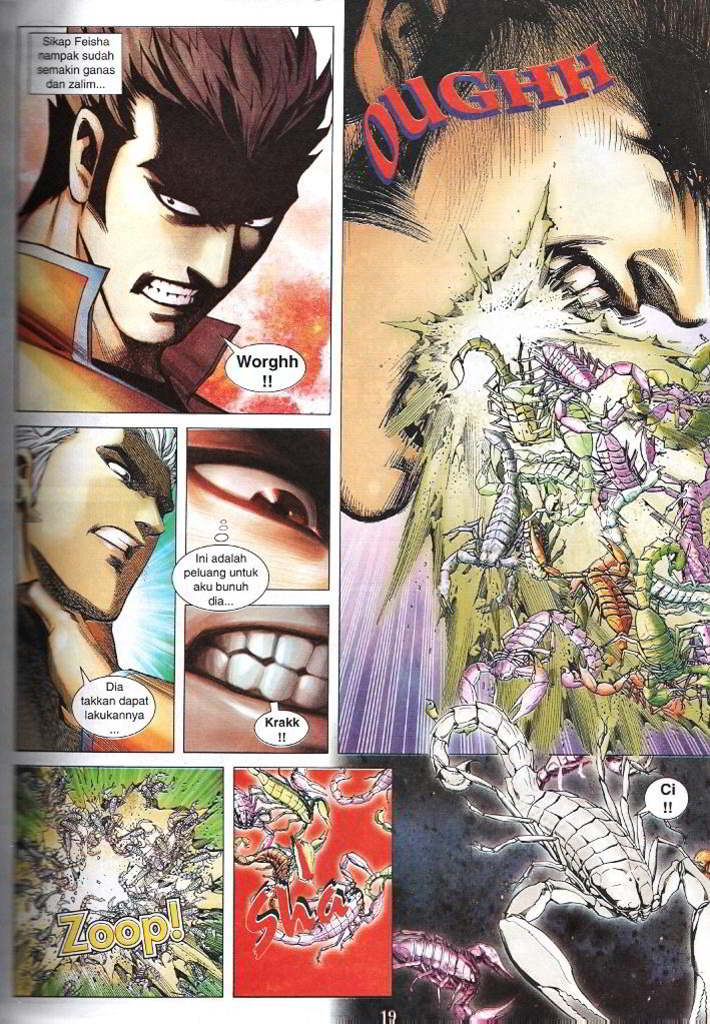 Sikap Feisha
nampak sudah
semakin ganas
dan zalim...
Worghh
!!
OUGHH
Dia
takkan dapat
lakukannya
...
Ini adalah
peluang untuk
aku bunuh
dia...
Krakk
!!
Zoop!
Sha
Ci
!!
19